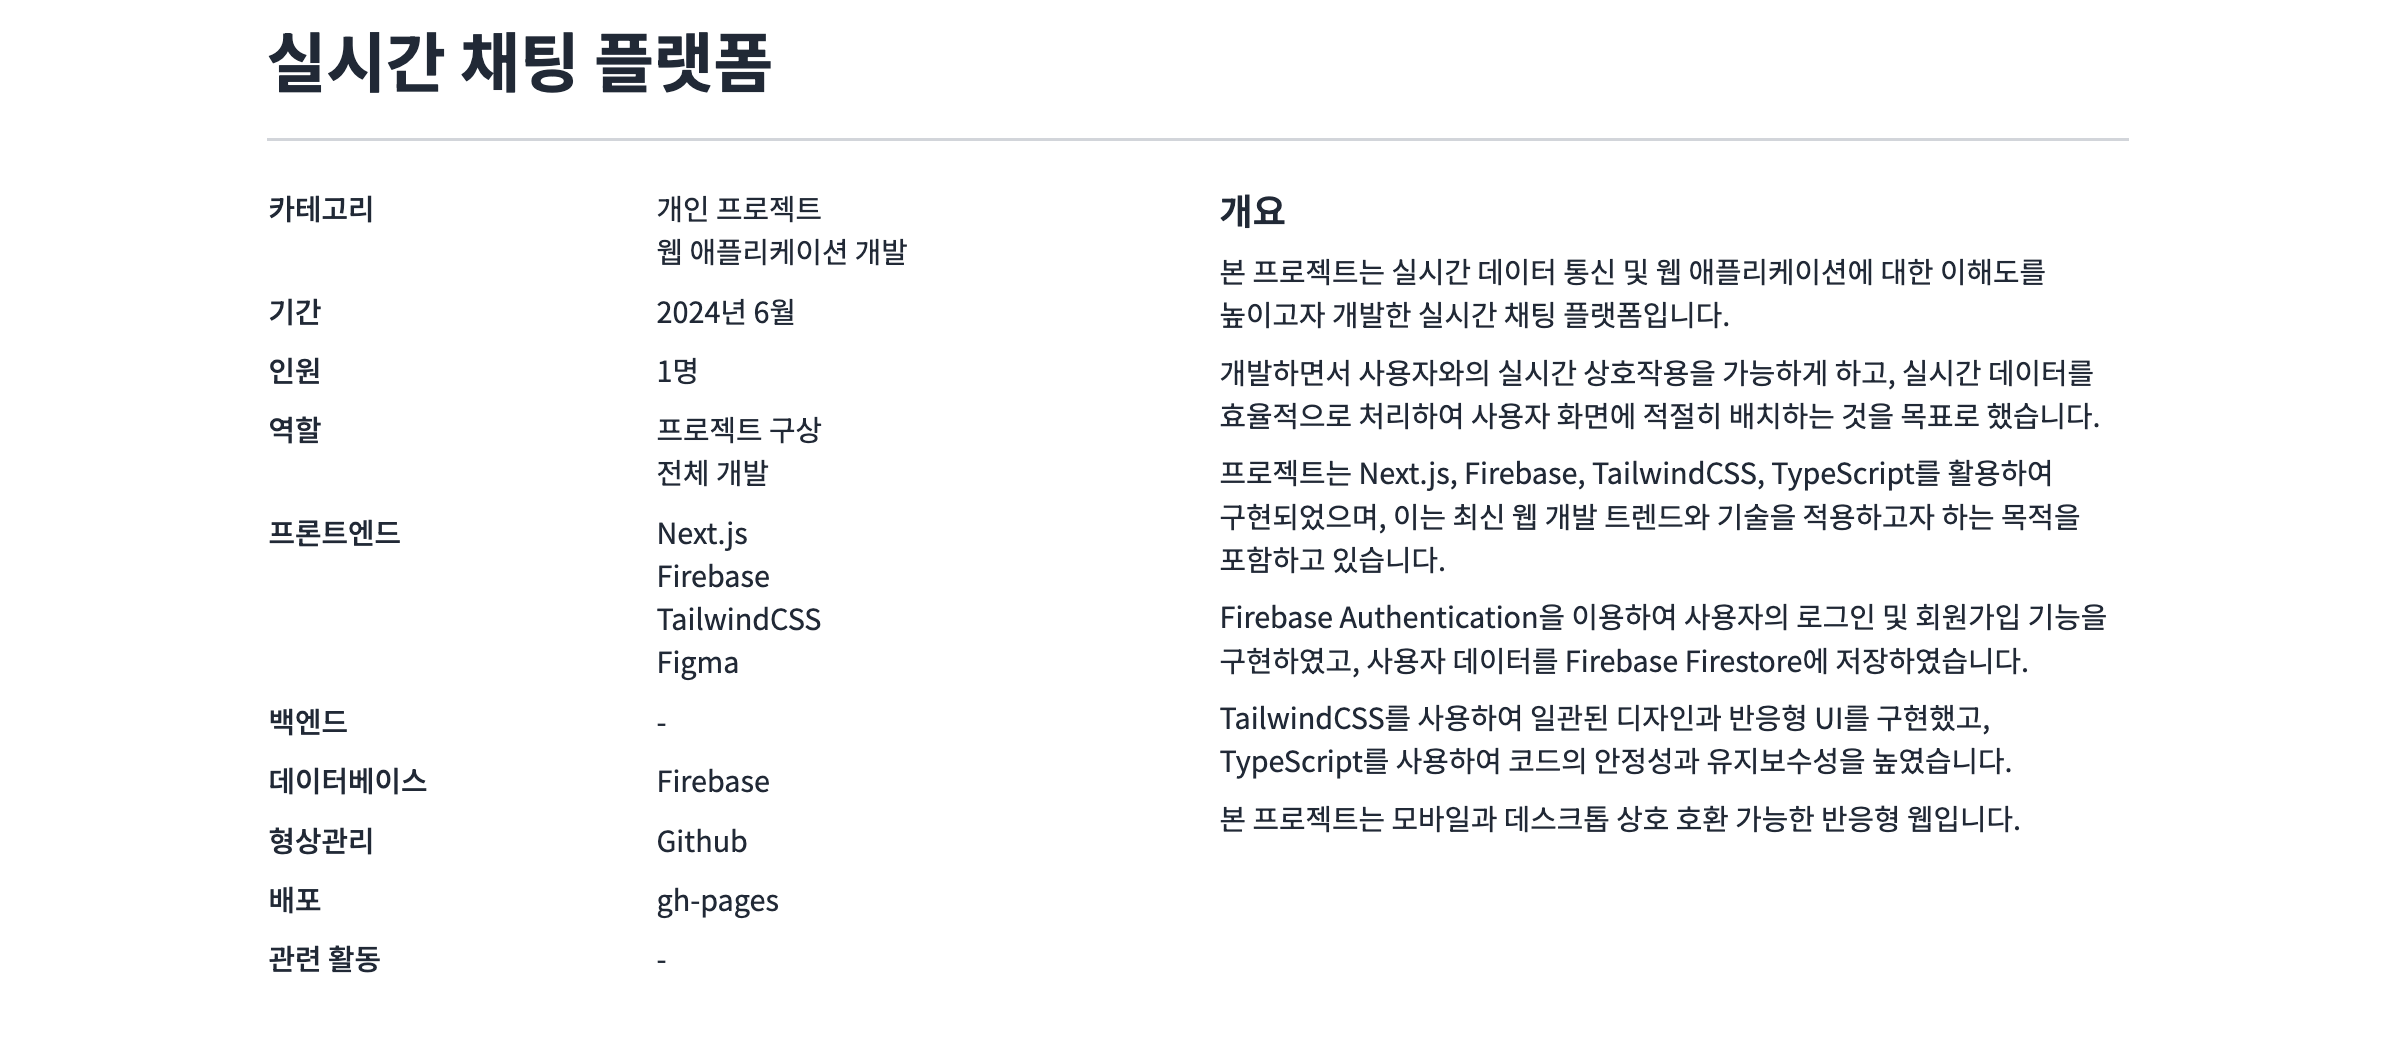 실시간 채팅 플랫폼
카테고리
개인 프로젝트
웹 애플리케이션 개발
기간
2024년 6월
인원
1명
역할
프로젝트 구상
전체 개발
프론트엔드
Next.js
Firebase
TailwindCSS
Figma
백엔드
-
데이터베이스
Firebase
형상관리
Github
배포
gh-pages
관련 활동
-
개요
본 프로젝트는 실시간 데이터 통신 및 웹 애플리케이션에 대한 이해도를
높이고자 개발한 실시간 채팅 플랫폼입니다.
개발하면서 사용자와의 실시간 상호작용을 가능하게 하고, 실시간 데이터를
효율적으로 처리하여 사용자 화면에 적절히 배치하는 것을 목표로 했습니다.
프로젝트는 Next.js, Firebase, TailwindCSS, TypeScript를 활용하여
구현되었으며, 이는 최신 웹 개발 트렌드와 기술을 적용하고자 하는 목적을
포함하고 있습니다.
Firebase Authentication을 이용하여 사용자의 로그인 및 회원가입 기능을
구현하였고, 사용자 데이터를 Firebase Firestore에 저장하였습니다.
TailwindCSS를 사용하여 일관된 디자인과 반응형 UI를 구현했고,
TypeScript를 사용하여 코드의 안정성과 유지보수성을 높였습니다.
본 프로젝트는 모바일과 데스크톱 상호 호환 가능한 반응형 웹입니다.